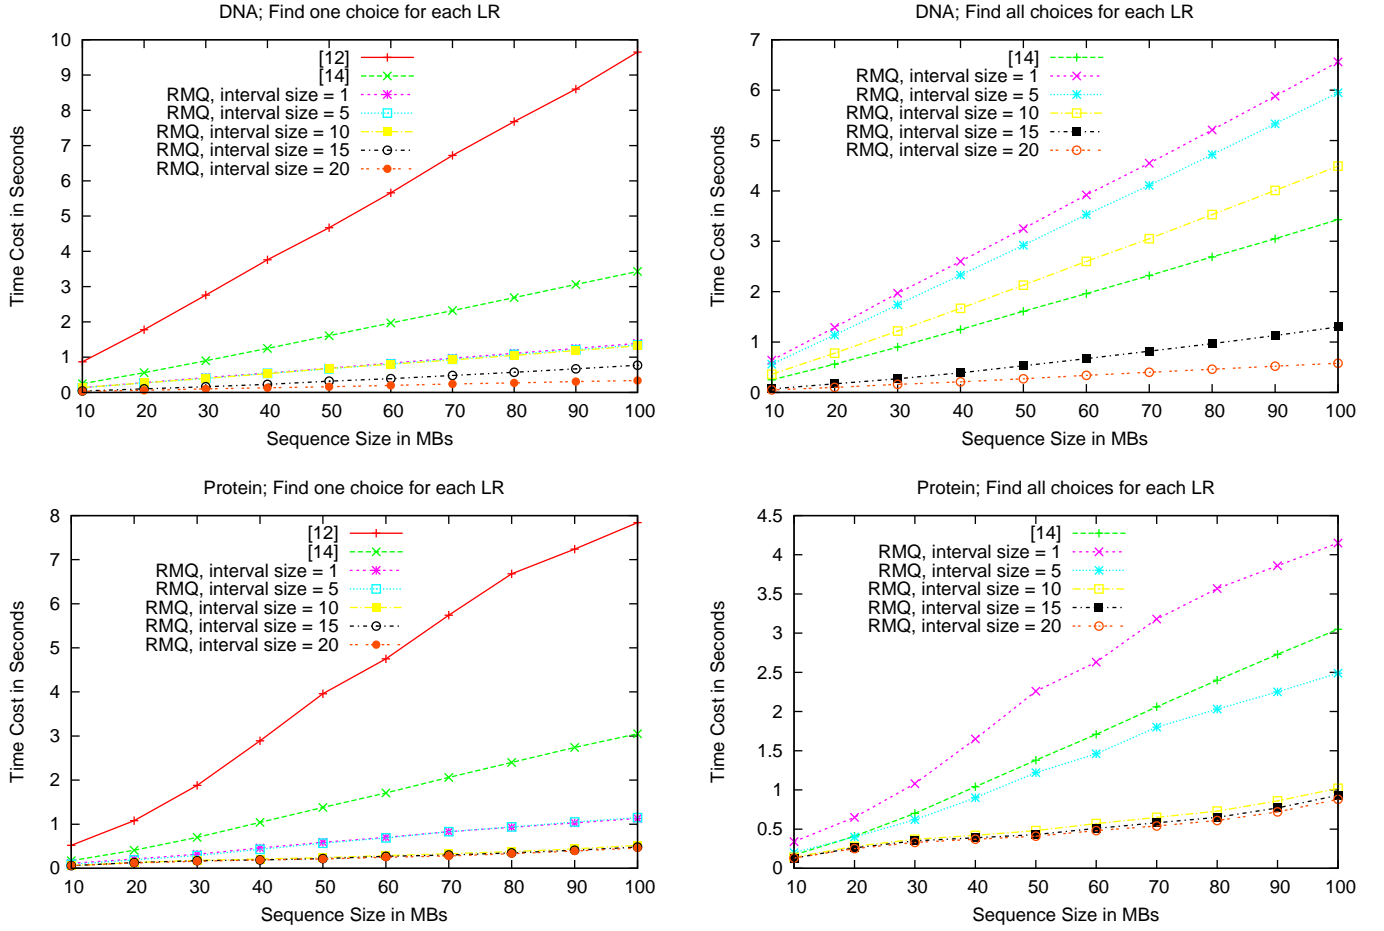 DNA; Find one choice for each LR
10
9
8
7
6
5
4
3
2
1
0
10 20 30 40 50 60 70 80 90 100
Time Cost in Seconds
Sequence Size in MBs
[12]
[14]
RMQ, interval size = 1
RMQ, interval size = 5
RMQ, interval size = 10
RMQ, interval size = 15
RMQ, interval size = 20
DNA; Find all choices for each LR
7
6
5
4
3
2
1
0
10 20 30 40 50 60 70 80 90 100
Time Cost in Seconds
Sequence Size in MBs
[14]
RMQ, interval size = 1
RMQ, interval size = 5
RMQ, interval size = 10
RMQ, interval size = 15
RMQ, interval size = 20
Protein; Find one choice for each LR
8
7
6
5
4
3
2
1
0
10 20 30 40 50 60 70 80 90 100
Time Cost in Seconds
Sequence Size in MBs
[12]
[14]
RMQ, interval size = 1
RMQ, interval size = 5
RMQ, interval size = 10
RMQ, interval size = 15
RMQ, interval size = 20
Protein; Find all choices for each LR
4.5
4
3.5
3
2.5
2
1.5
1
0.5
0
10 20 30 40 50 60 70 80 90 100
Time Cost in Seconds
Sequence Size in MBs
[14]
RMQ, interval size = 1
RMQ, interval size = 5
RMQ, interval size = 10
RMQ, interval size = 15
RMQ, interval size = 20